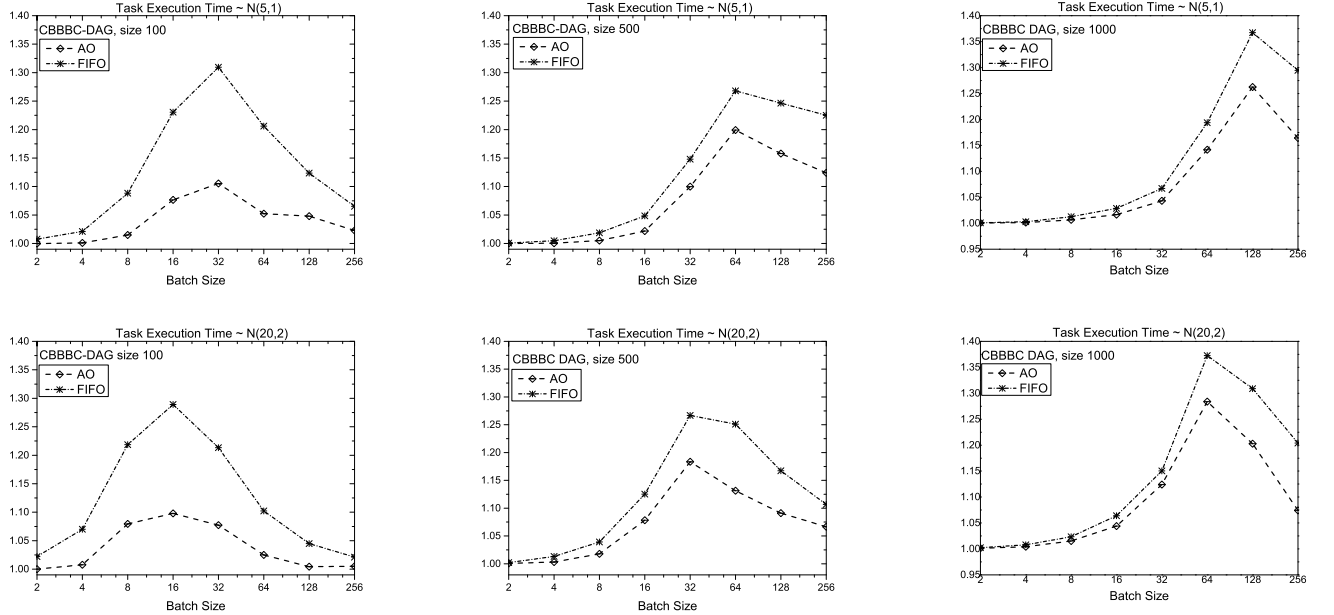 Task Execution Time ~ N(5,1)
CBBBC-DAG, size 100
AO
FIFO
1.40
1.35
1.30
1.25
1.20
1.15
1.10
1.05
1.00
2 4 8 16 32 64 128 256
Batch Size
Task Execution Time ~ N(5,1)
CBBBC-DAG, size 500
AO
FIFO
1.40
1.35
1.30
1.25
1.20
1.15
1.10
1.05
1.00
2 4 8 16 32 64 128 256
Batch Size
Task Execution Time ~ N(5,1)
CBBBC DAG, size 1000
AO
FIFO
1.40
1.35
1.30
1.25
1.20
1.15
1.10
1.05
1.00
0.95
2 4 8 16 32 64 128 256
Batch Size
Task Execution Time ~ N(20,2)
CBBBC-DAG size 100
AO
FIFO
1.40
1.35
1.30
1.25
1.20
1.15
1.10
1.05
1.00
2 4 8 16 32 64 128 256
Batch Size
Task Execution Time ~ N(20,2)
CBBBC DAG, size 500
AO
FIFO
1.40
1.35
1.30
1.25
1.20
1.15
1.10
1.05
1.00
2 4 8 16 32 64 128 256
Batch Size
Task Execution Time ~ N(20,2)
CBBBC DAG, size 1000
AO
FIFO
1.40
1.35
1.30
1.25
1.20
1.15
1.10
1.05
1.00
0.95
2 4 8 16 32 64 128 256
Batch Size